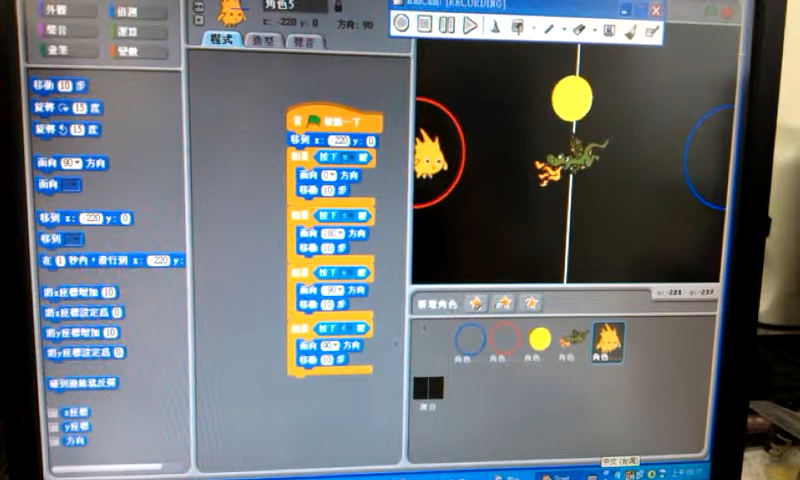 外觀
偵測
聲音
運算
畫筆
變數
角色5
x: -220 y: 0 方向: 90
程式
造型
聲音
[RECORDING]
移動 10 步
旋轉 15 度
旋轉 15 度
面向 90 方向
面向
移到 x: -220 y: 0
移到
在 1 秒內，滑行到 x: -220 y:
將x座標增加 10
將x座標設定為 0
將y座標增加 10
將y座標設定為 0
碰到邊緣就反彈
x座標
y座標
方向
當 被點一下
移到 x: -220 y: 0
如果 按下 鍵
面向 0 方向
移動 10 步
如果 按下 鍵
面向 180 方向
移動 10 步
如果 按下 鍵
面向 -90 方向
移動 10 步
如果 按下 鍵
面向 90 方向
移動 10 步
新增角色
角色
角色
角色
角色
角色
舞台
中文 (台灣)